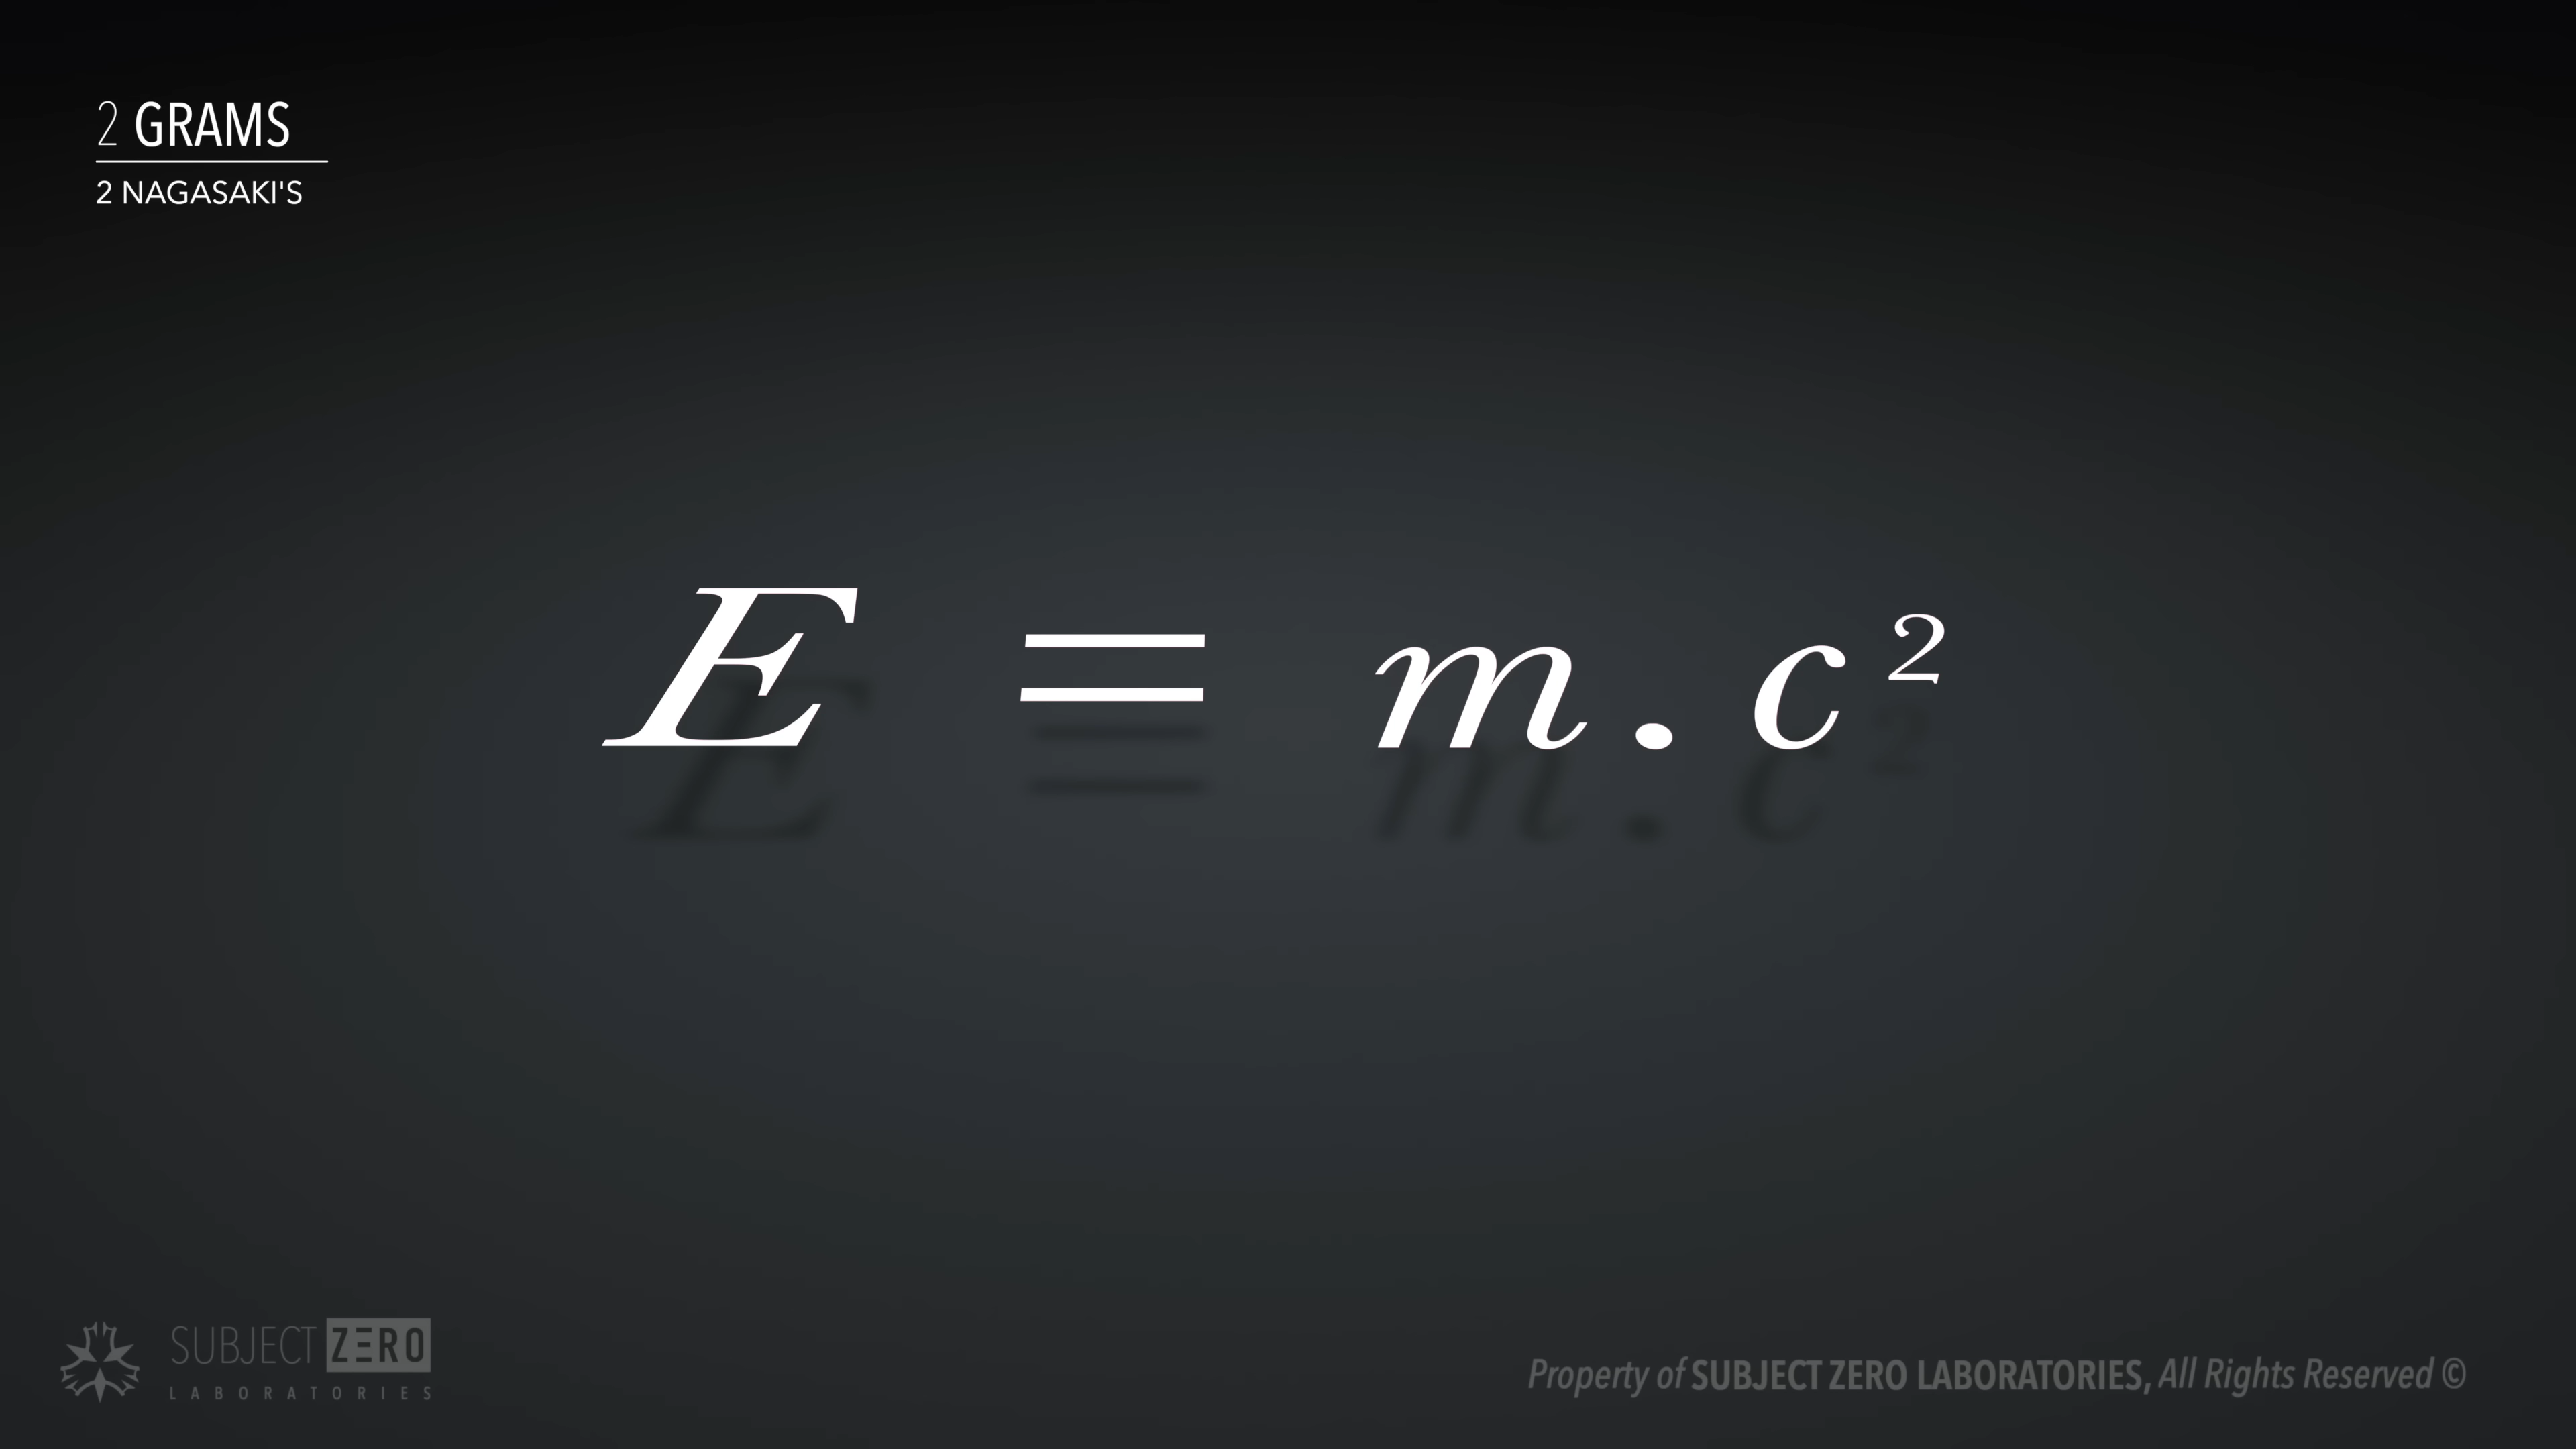 2 GRAMS
2 NAGASAKI'S
E = m.c²
SUBJECT ZERO
LABORATORIES
Property of SUBJECT ZERO LABORATORIES, All Rights Reserved ©